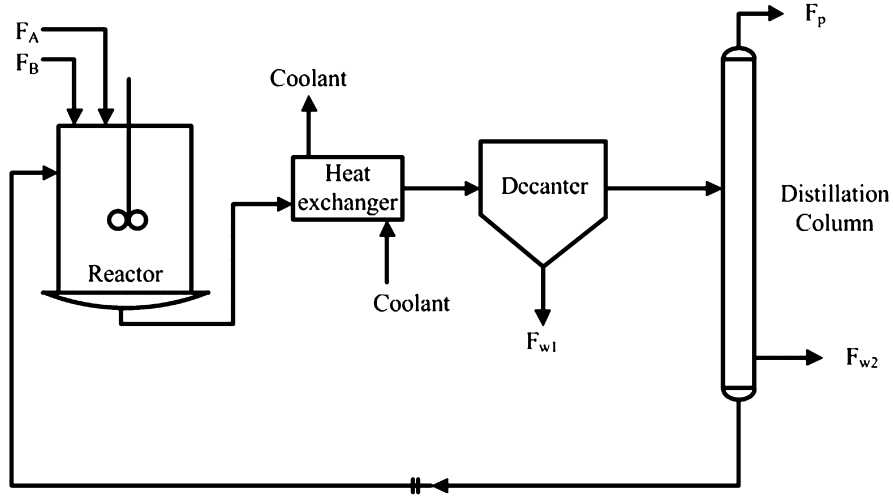 F_A
F_B
Coolant
Heat
exchanger
Coolant
Reactor
Decanter
F_w1
F_p
Distillation
Column
F_w2